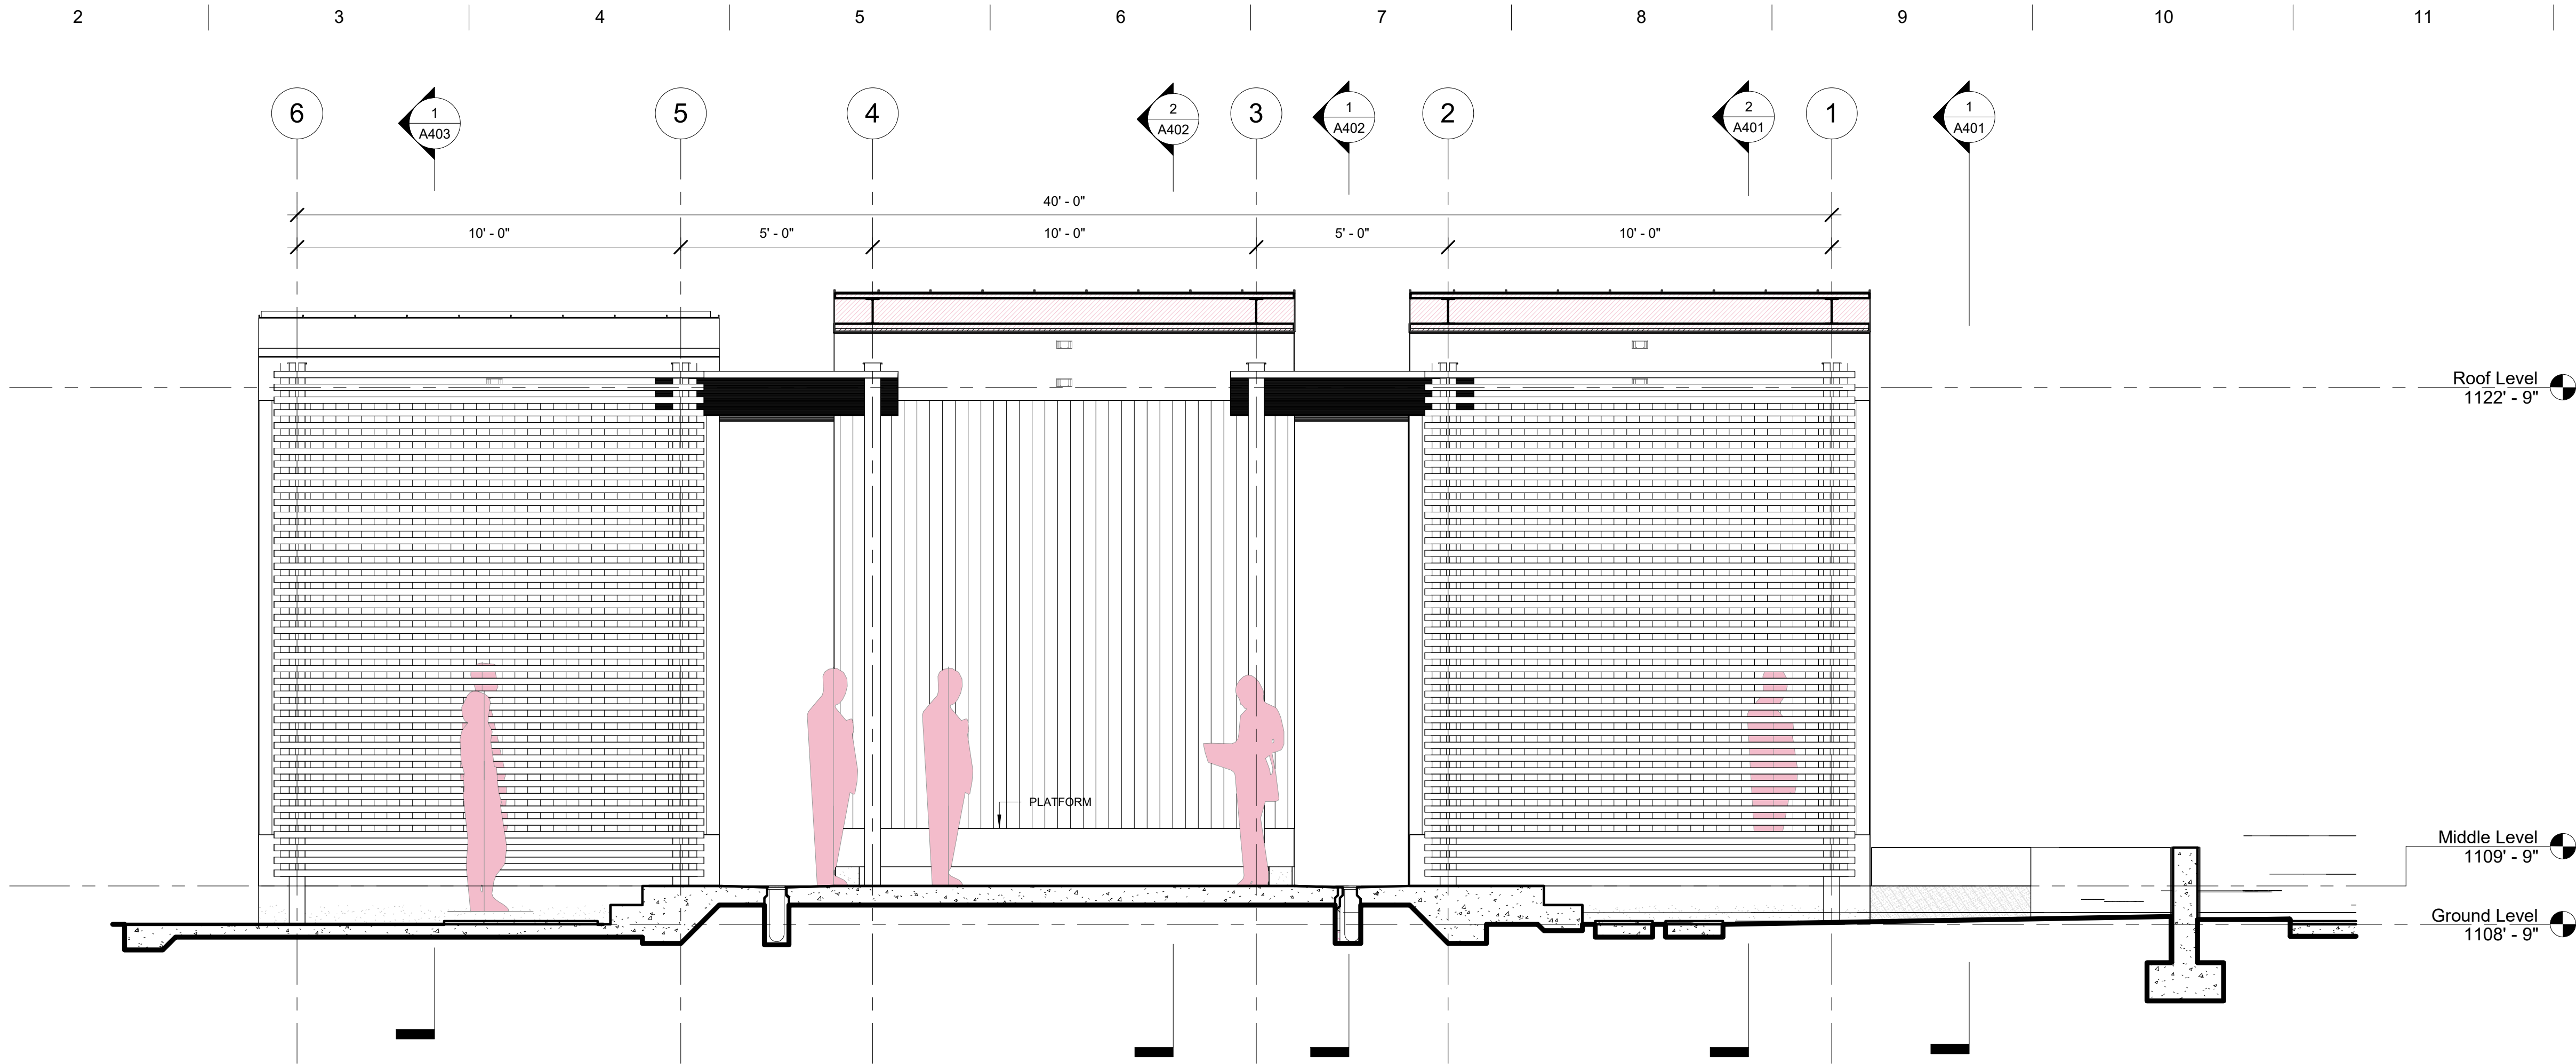 2 3 4 5 6 7 8 9 10 11
6 5 4 3 2 1
1
A403
2
A402
1
A402
2
A401
1
A401
40' - 0"
10' - 0" 5' - 0" 10' - 0" 5' - 0" 10' - 0"
Roof Level
1122' - 9"
PLATFORM
Middle Level
1109' - 9"
Ground Level
1108' - 9"